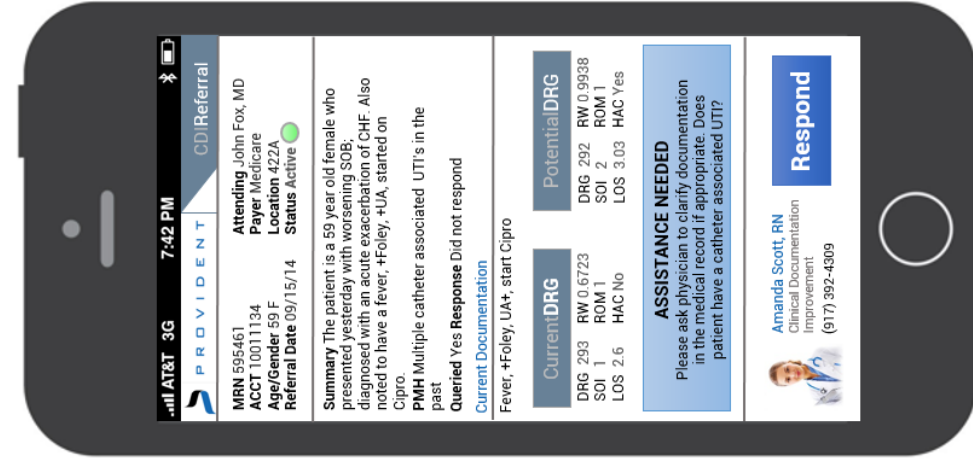 AT&T 3G 7:42 PM
PROVIDENT CDIReferral
MRN 595461 Attending John Fox, MD
ACCT 10011134 Payer Medicare
Age/Gender 59 F Location 422A
Referral Date 09/15/14 Status Active
Summary The patient is a 59 year old female who
presented yesterday with worsening SOB;
diagnosed with an acute exacerbation of CHF. Also
noted to have a fever, +Foley, +UA, started on
Cipro.
PMH Multiple catheter associated UTI's in the
past
Queried Yes Response Did not respond
Current Documentation
Fever, +Foley, UA+, start Cipro
CurrentDRG
DRG 293 RW 0.6723
SOI 1 ROM 1
LOS 2.6 HAC No
PotentialDRG
DRG 292 RW 0.9938
SOI 2 ROM 1
LOS 3.03 HAC Yes
ASSISTANCE NEEDED
Please ask physician to clarify documentation
in the medical record if appropriate. Does
patient have a catheter associated UTI?
Amanda Scott, RN
Clinical Documentation
Improvement
(917) 392-4309
Respond